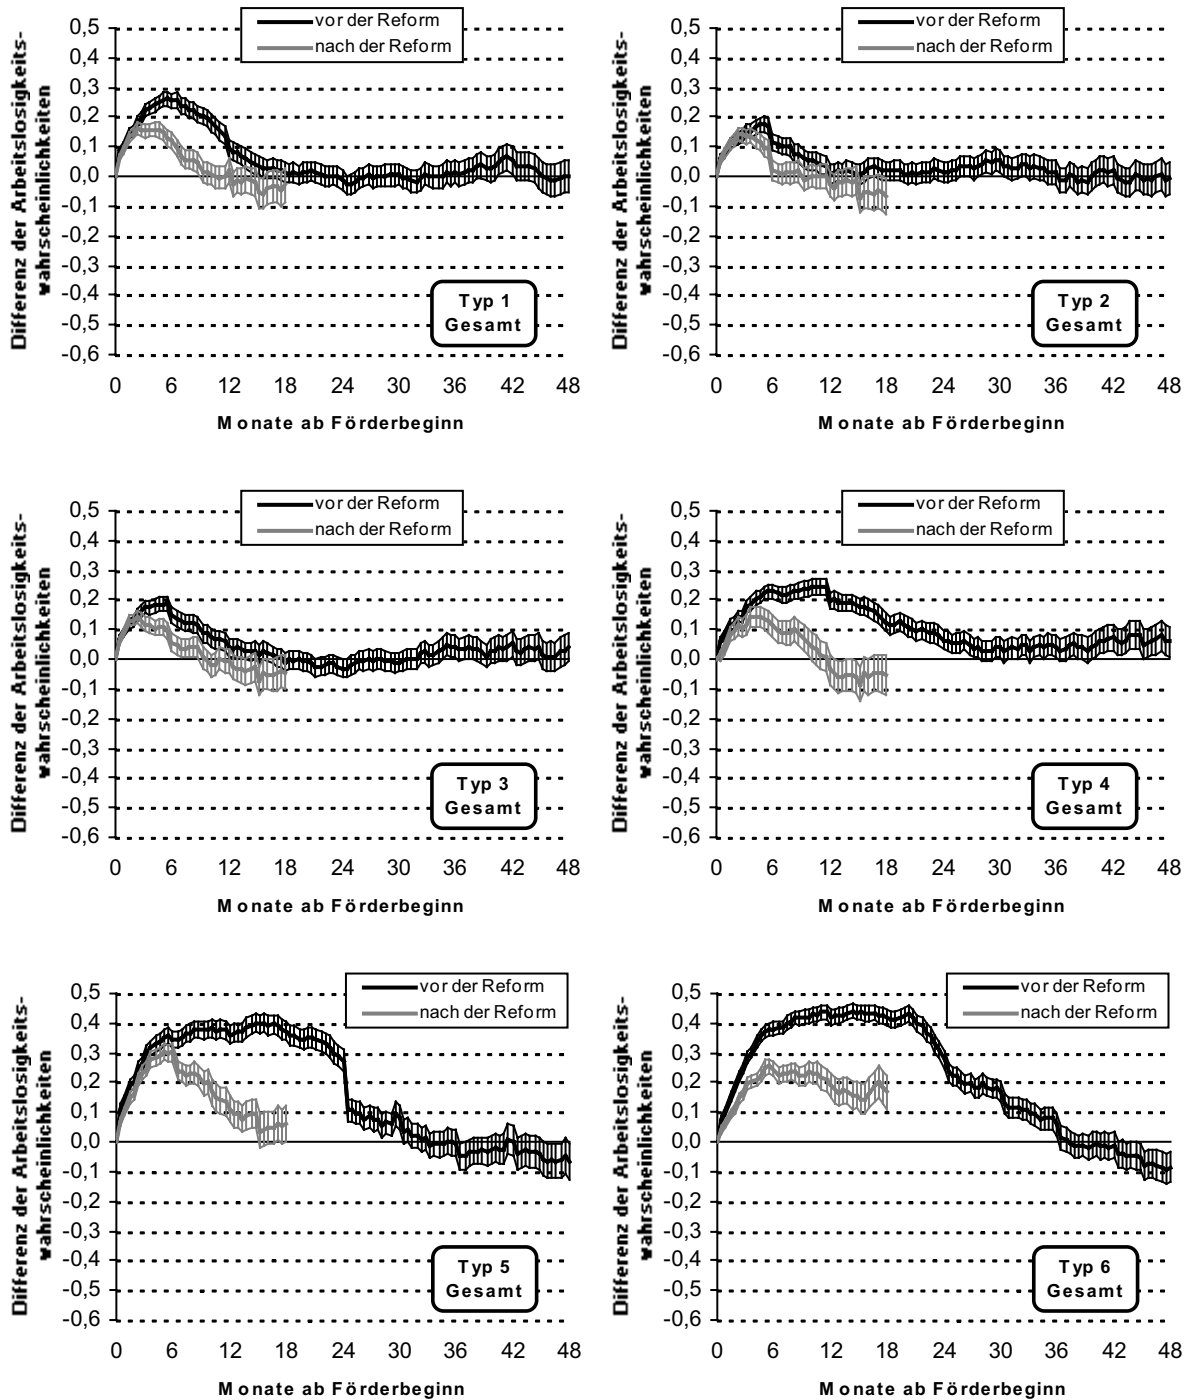 vor der Reform
nach der Reform
Differenz der Arbeitslosigkeits-
wahrscheinlichkeiten
0,5
0,4
0,3
0,2
0,1
0,0
-0,1
-0,2
-0,3
-0,4
-0,5
-0,6
Typ 1
Gesamt
0 6 12 18 24 30 36 42 48
Monate ab Förderbeginn
vor der Reform
nach der Reform
Differenz der Arbeitslosigkeits-
wahrscheinlichkeiten
0,5
0,4
0,3
0,2
0,1
0,0
-0,1
-0,2
-0,3
-0,4
-0,5
-0,6
Typ 2
Gesamt
0 6 12 18 24 30 36 42 48
Monate ab Förderbeginn
vor der Reform
nach der Reform
Differenz der Arbeitslosigkeits-
wahrscheinlichkeiten
0,5
0,4
0,3
0,2
0,1
0,0
-0,1
-0,2
-0,3
-0,4
-0,5
-0,6
Typ 3
Gesamt
0 6 12 18 24 30 36 42 48
Monate ab Förderbeginn
vor der Reform
nach der Reform
Differenz der Arbeitslosigkeits-
wahrscheinlichkeiten
0,5
0,4
0,3
0,2
0,1
0,0
-0,1
-0,2
-0,3
-0,4
-0,5
-0,6
Typ 4
Gesamt
0 6 12 18 24 30 36 42 48
Monate ab Förderbeginn
vor der Reform
nach der Reform
Differenz der Arbeitslosigkeits-
wahrscheinlichkeiten
0,5
0,4
0,3
0,2
0,1
0,0
-0,1
-0,2
-0,3
-0,4
-0,5
-0,6
Typ 5
Gesamt
0 6 12 18 24 30 36 42 48
Monate ab Förderbeginn
vor der Reform
nach der Reform
Differenz der Arbeitslosigkeits-
wahrscheinlichkeiten
0,5
0,4
0,3
0,2
0,1
0,0
-0,1
-0,2
-0,3
-0,4
-0,5
-0,6
Typ 6
Gesamt
0 6 12 18 24 30 36 42 48
Monate ab Förderbeginn